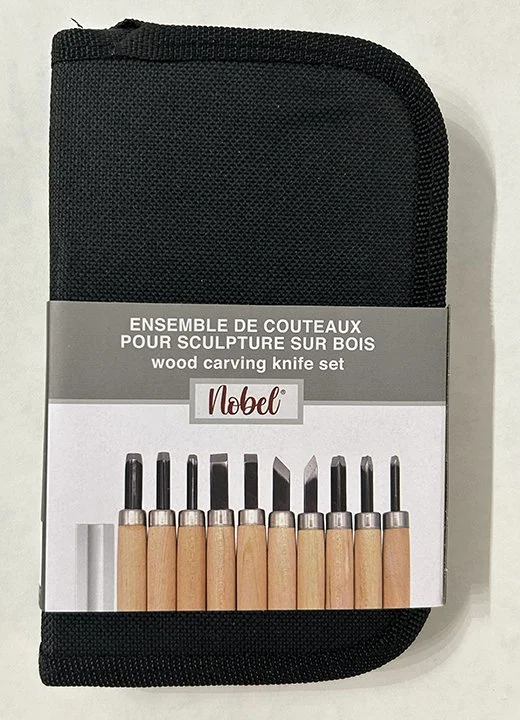 ENSEMBLE DE COUTEAUX
POUR SCULPTURE SUR BOIS
wood carving knife set
Nobel®